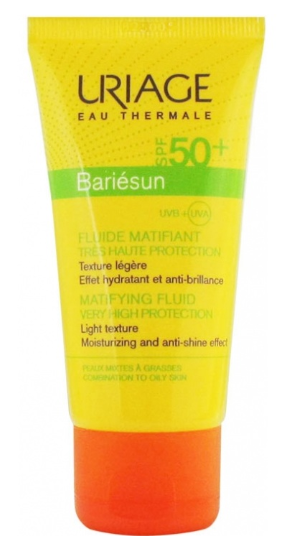 URIAGE
EAU THERMALE
SPF 50+
Bariésun
UVB + UVA
FLUIDE MATIFIANT
TRÈS HAUTE PROTECTION
Texture légère
Effet hydratant et anti-brillance
MATIFYING FLUID
VERY HIGH PROTECTION
Light texture
Moisturizing and anti-shine effect
PEAUX MIXTES À GRASSES
COMBINATION TO OILY SKIN